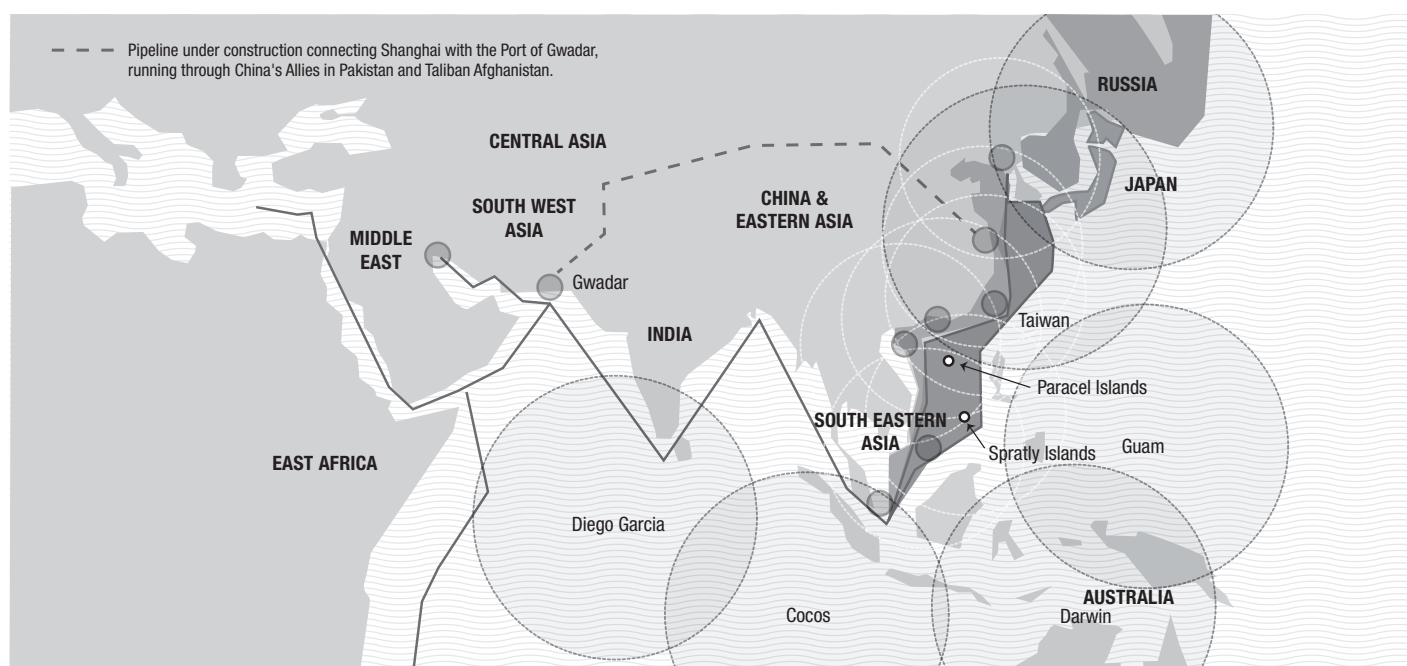 Pipeline under construction connecting Shanghai with the Port of Gwadar,
running through China's Allies in Pakistan and Taliban Afghanistan.
RUSSIA
CENTRAL ASIA
JAPAN
CHINA &
EASTERN ASIA
SOUTH WEST
ASIA
MIDDLE
EAST
Gwadar
Taiwan
INDIA
Paracel Islands
SOUTH EASTERN
ASIA
Spratly Islands
Guam
EAST AFRICA
Diego Garcia
AUSTRALIA
Darwin
Cocos